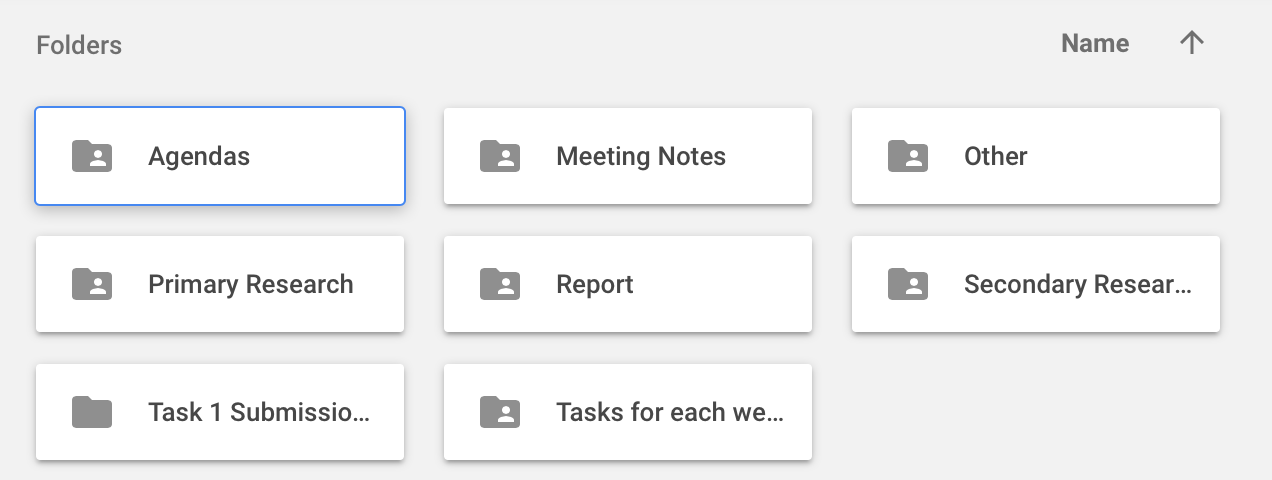 Folders
Name
Agendas
Meeting Notes
Other
Primary Research
Report
Secondary Resear...
Task 1 Submissio...
Tasks for each we...